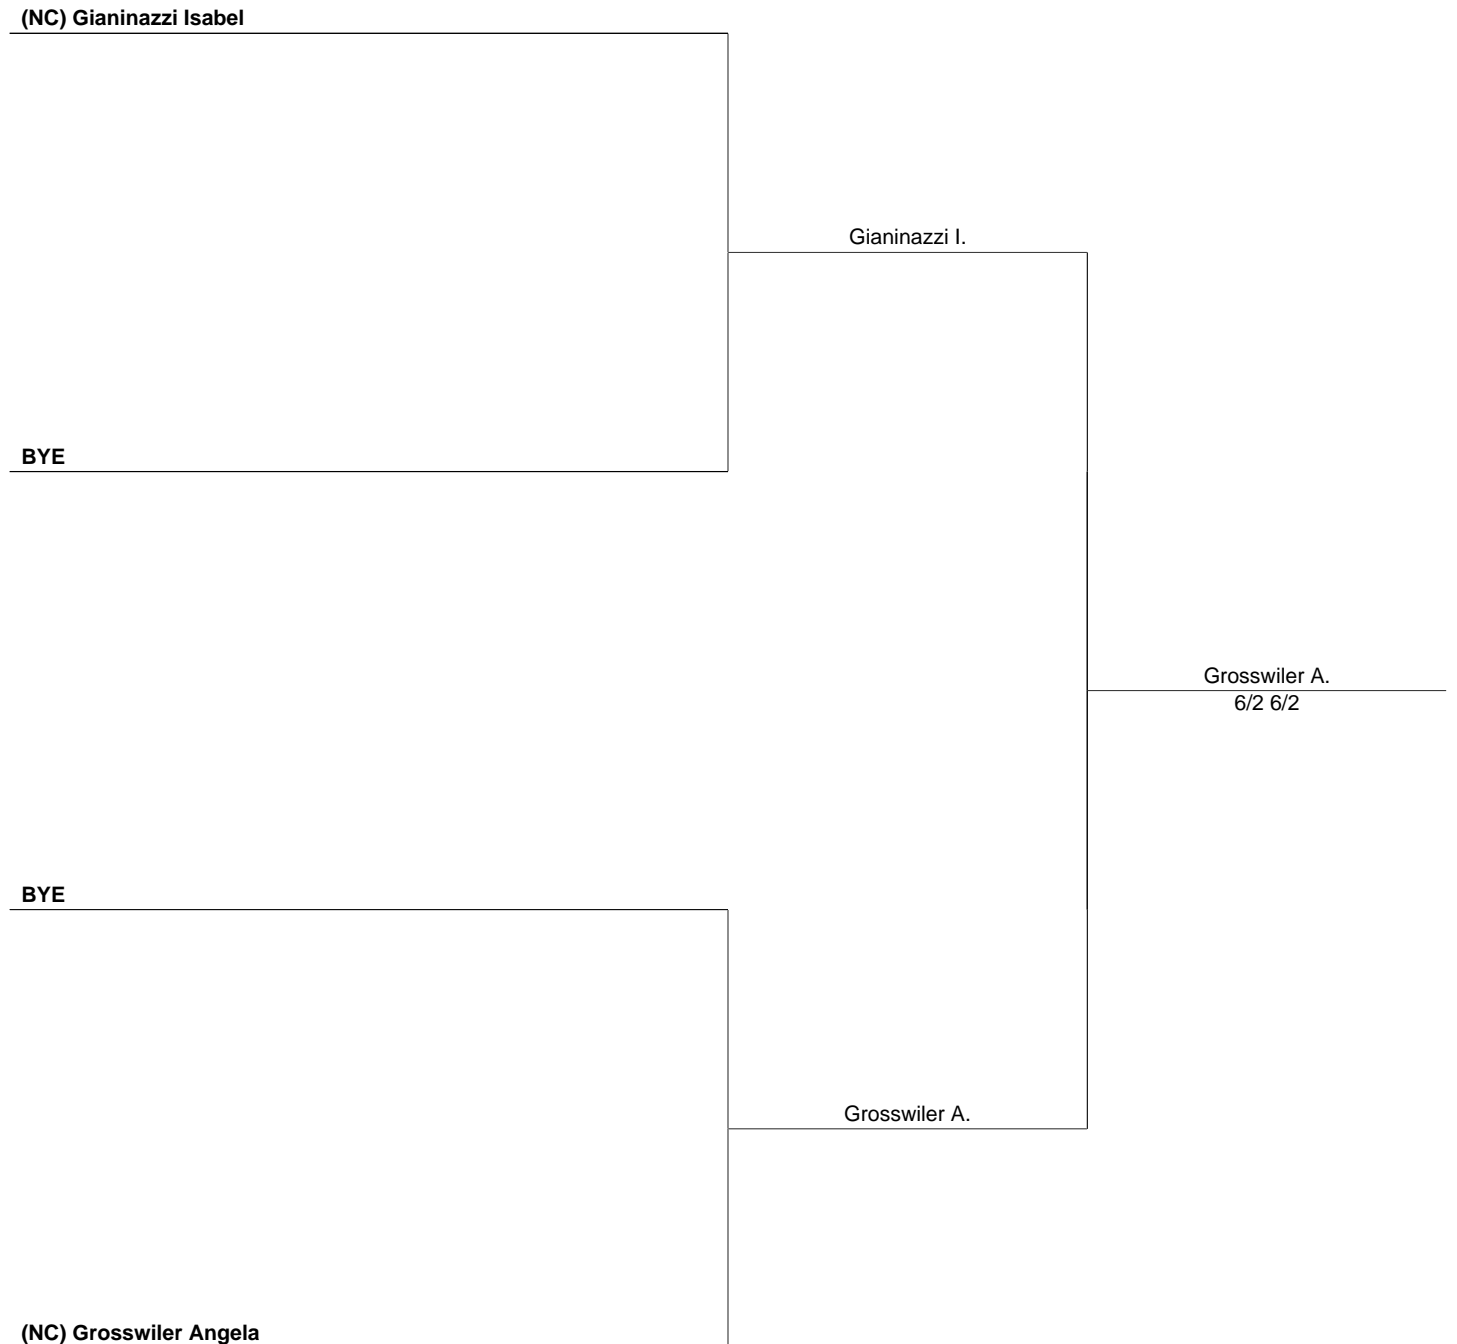 (NC) Gianinazzi Isabel
Gianinazzi I.
BYE
Grosswiler A.
6/2 6/2
BYE
Grosswiler A.
(NC) Grosswiler Angela